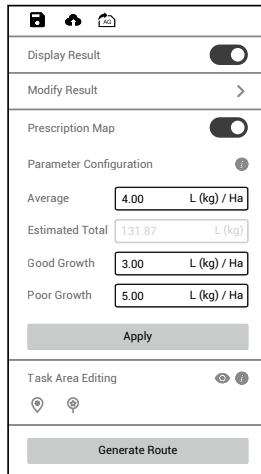 AG
Display Result
Modify Result
Prescription Map
Parameter Configuration
Average 4.00 L (kg) / Ha
Estimated Total 131.87 L (kg)
Good Growth 3.00 L (kg) / Ha
Poor Growth 5.00 L (kg) / Ha
Apply
Task Area Editing
Generate Route